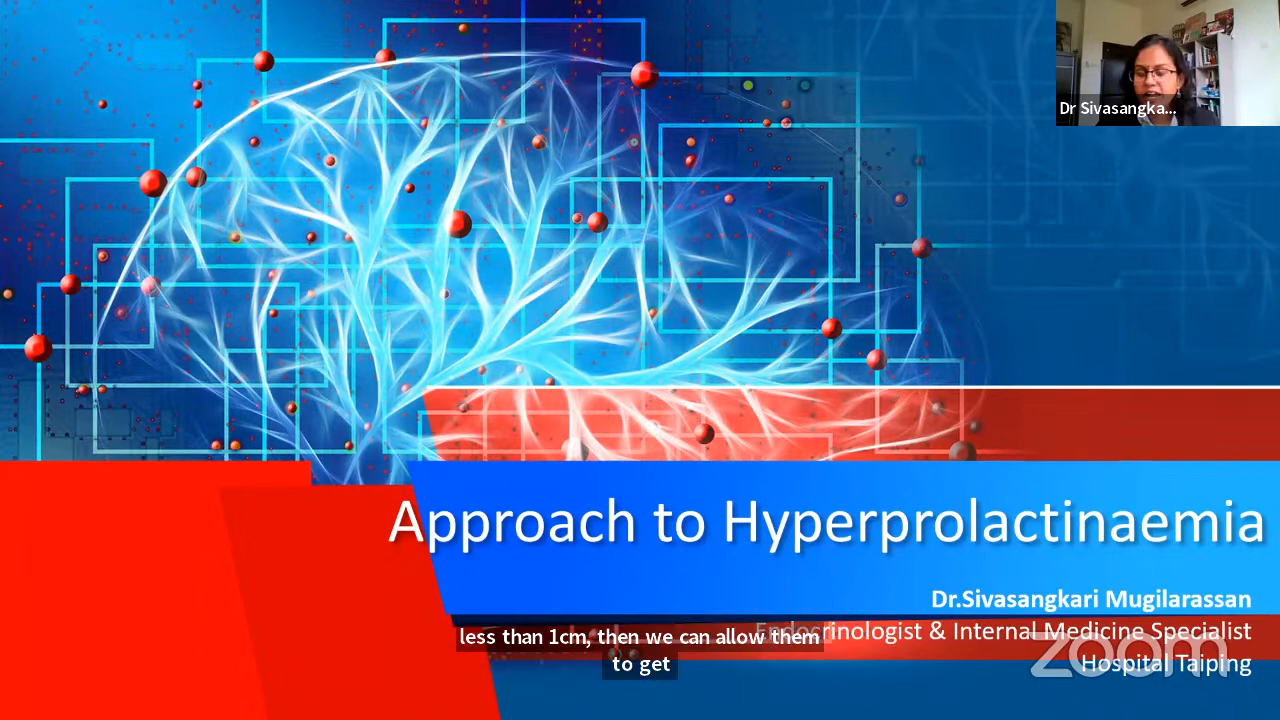 Dr Sivasangka...
Approach to Hyperprolactinaemia
Dr.Sivasangkari Mugilarassan
Endocrinologist & Internal Medicine Specialist
Hospital Taiping
less than 1cm, then we can allow them
to get
zoom